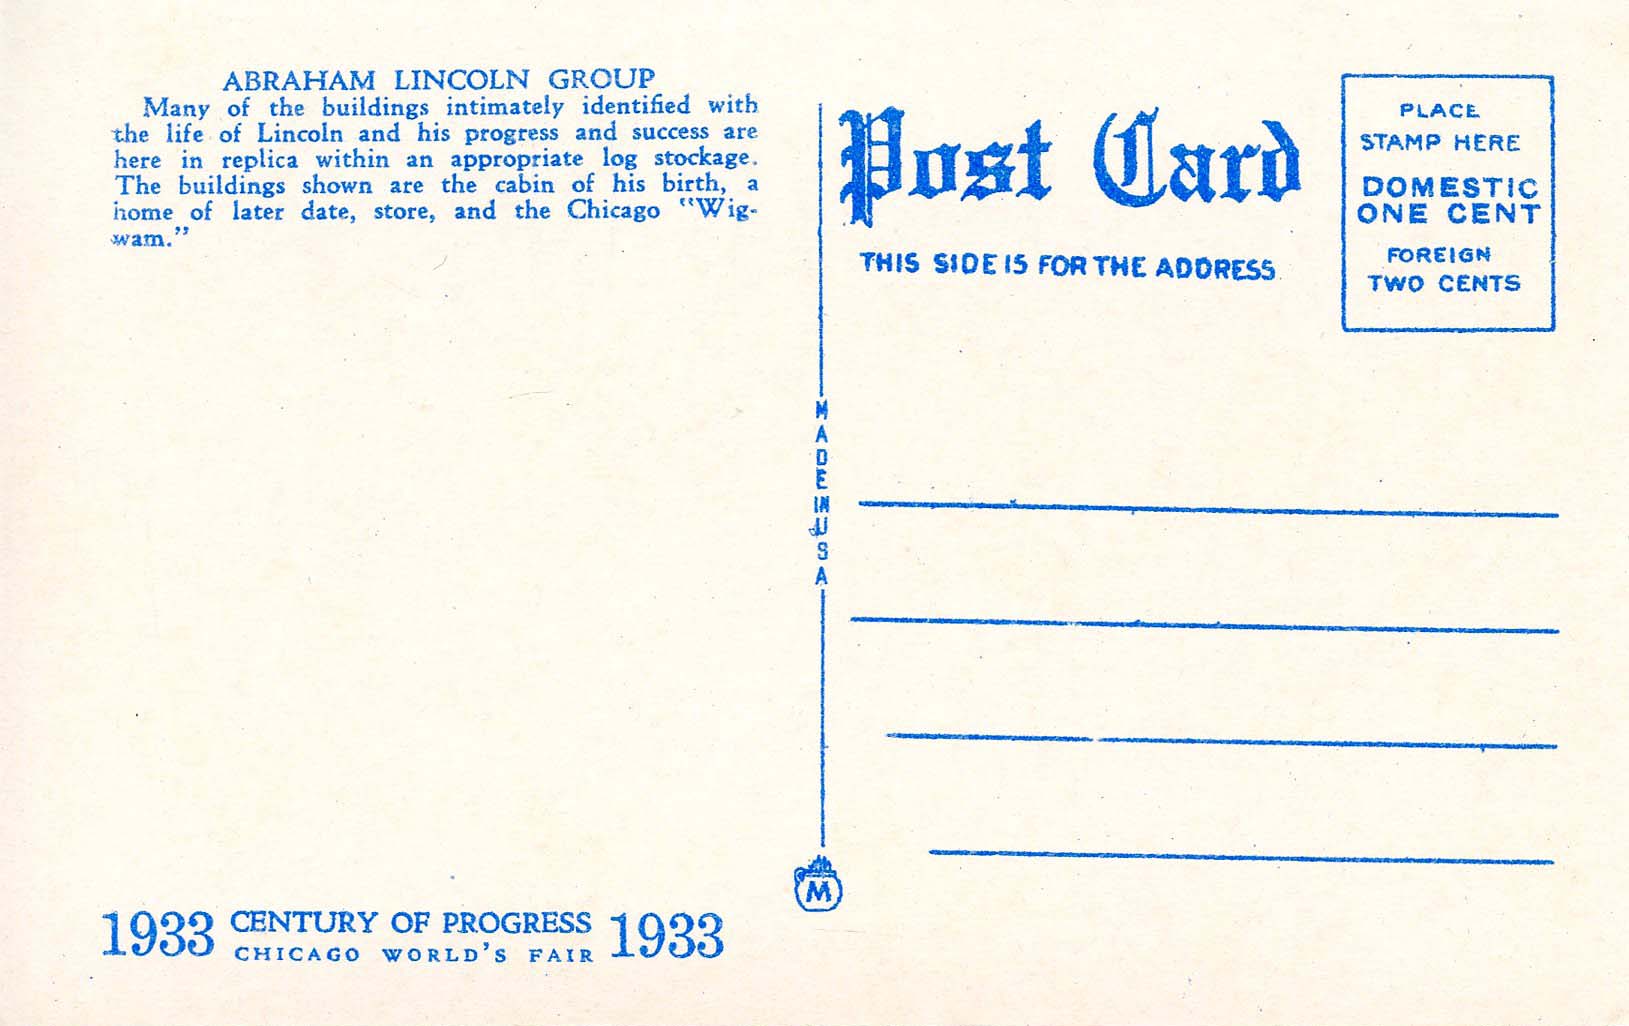 ABRAHAM LINCOLN GROUP
Many of the buildings intimately identified with
the life of Lincoln and his progress and success are
here in replica within an appropriate log stockage.
The buildings shown are the cabin of his birth, a
home of later date, store, and the Chicago "Wig-
wam."
1933 CENTURY OF PROGRESS 1933
CHICAGO WORLD'S FAIR
MADE IN USA
M
Post Card
THIS SIDE IS FOR THE ADDRESS
PLACE
STAMP HERE
DOMESTIC
ONE CENT
FOREIGN
TWO CENTS